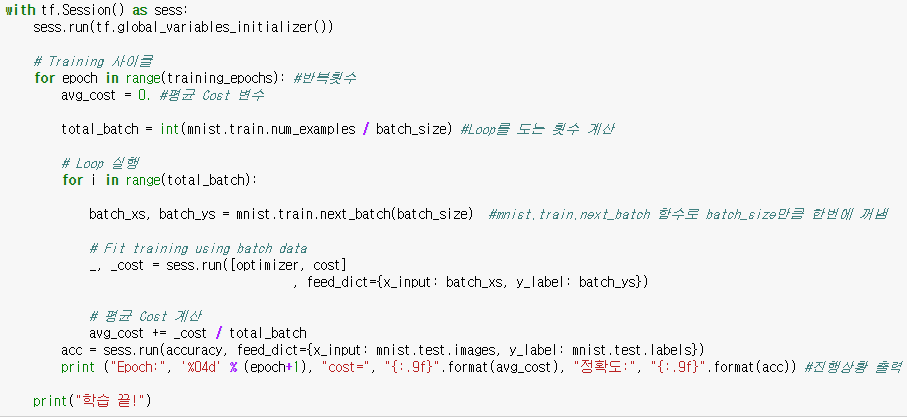 with tf.Session() as sess:
    sess.run(tf.global_variables_initializer())
    # Training 사이클
    for epoch in range(training_epochs): #반복횟수
        avg_cost = 0. #평균 Cost 변수
        total_batch = int(mnist.train.num_examples / batch_size) #Loop를 도는 횟수 계산
        # Loop 실행
        for i in range(total_batch):
            batch_xs, batch_ys = mnist.train.next_batch(batch_size)  #mnist.train.next_batch 함수로 batch_size만큼 한번에 꺼냄
            # Fit training using batch data
            _, _cost = sess.run([optimizer, cost]
                                , feed_dict={x_input: batch_xs, y_label: batch_ys})
            # 평균 Cost 계산
            avg_cost += _cost / total_batch
        acc = sess.run(accuracy, feed_dict={x_input: mnist.test.images, y_label: mnist.test.labels})
        print ("Epoch:", '%04d' % (epoch+1), "cost=", "{:.9f}".format(avg_cost), "정확도:", "{:.9f}".format(acc)) #진행상황 출력
    print("학습 끝!")